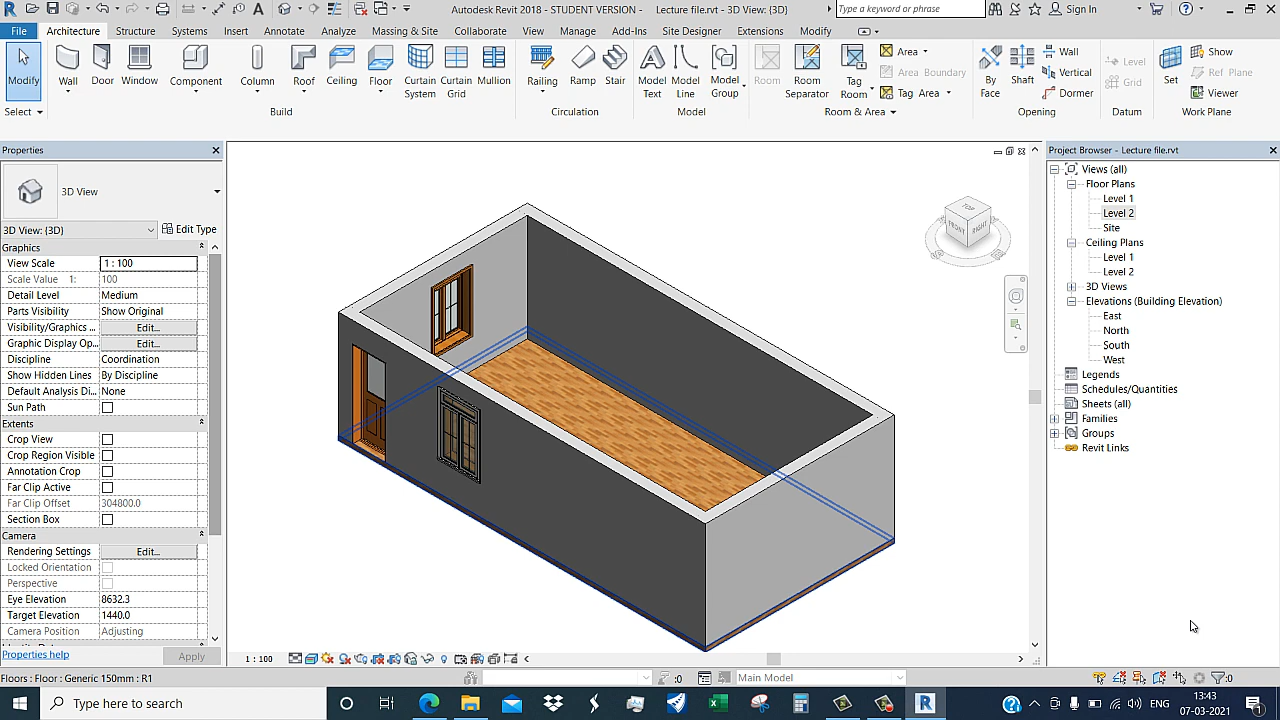 Autodesk Revit 2018 - STUDENT VERSION - Lecture file.rvt - 3D View: {3D}
Type a keyword or phrase
Sign In
File Architecture Structure Systems Insert Annotate Analyze Massing & Site Collaborate View Manage Add-Ins Site Designer Extensions Modify
Modify Wall Door Window Component Column Roof Ceiling Floor Curtain System Curtain Grid Mullion Railing Ramp Stair Model Text Model Line Model Group Room Room Separator Tag Room
Area
Area Boundary
Tag Area
By Face Shaft
Wall
Vertical
Dormer
Level
Grid
Set
Show
Ref Plane
Viewer
Select Build Circulation Model Room & Area Opening Datum Work Plane
Properties
3D View
3D View: {3D} Edit Type
Graphics
View Scale 1 : 100
Scale Value 1: 100
Detail Level Medium
Parts Visibility Show Original
Visibility/Graphics ... Edit...
Graphic Display Op... Edit...
Discipline Coordination
Show Hidden Lines By Discipline
Default Analysis Di... None
Sun Path
Extents
Crop View
Crop Region Visible
Annotation Crop
Far Clip Active
Far Clip Offset 304800.0
Section Box
Camera
Rendering Settings Edit...
Locked Orientation
Perspective
Eye Elevation 8632.3
Target Elevation 1440.0
Camera Position Adjusting
Properties help Apply
TOP
FRONT RIGHT
Project Browser - Lecture file.rvt
Views (all)
Floor Plans
Level 1
Level 2
Site
Ceiling Plans
Level 1
Level 2
3D Views
Elevations (Building Elevation)
East
North
South
West
Legends
Schedules/Quantities
Sheets (all)
Families
Groups
Revit Links
1 : 100
Floors : Floor : Generic 150mm : R1
:0
Main Model
:0
Type here to search
ENG
13:43
07-03-2021